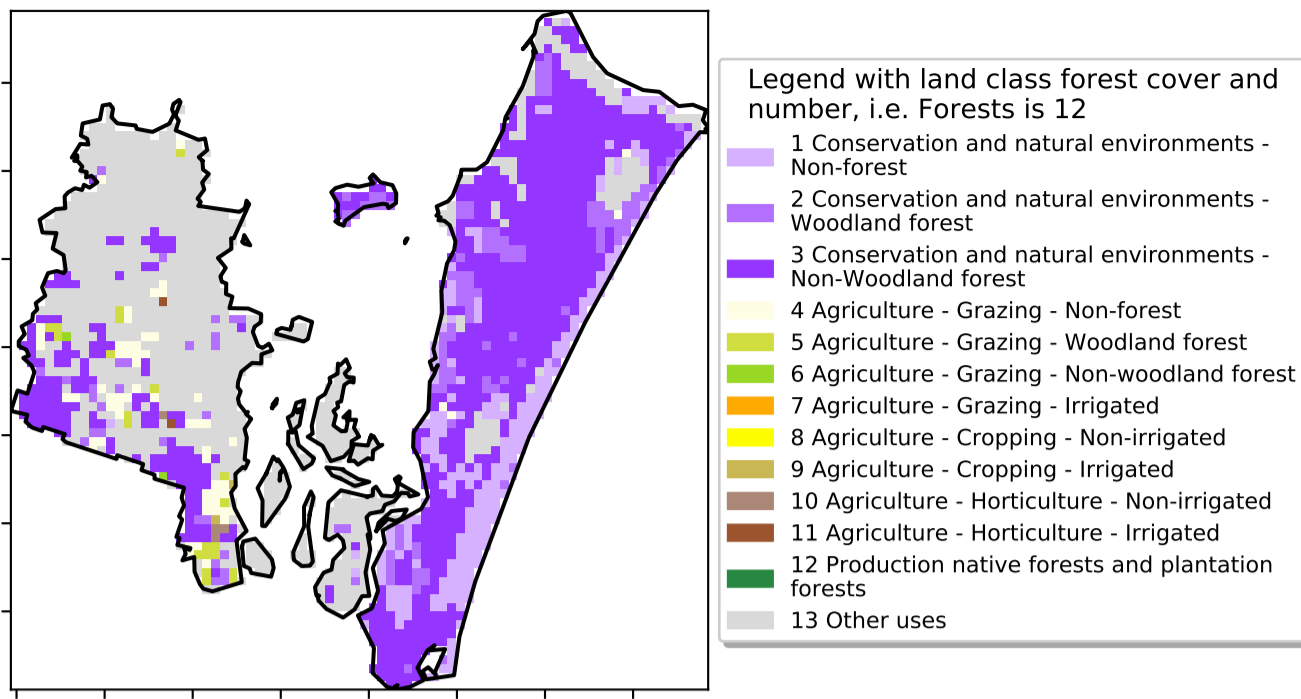 Legend with land class forest cover and
number, i.e. Forests is 12
1 Conservation and natural environments -
Non-forest
2 Conservation and natural environments -
Woodland forest
3 Conservation and natural environments -
Non-Woodland forest
4 Agriculture - Grazing - Non-forest
5 Agriculture - Grazing - Woodland forest
6 Agriculture - Grazing - Non-woodland forest
7 Agriculture - Grazing - Irrigated
8 Agriculture - Cropping - Non-irrigated
9 Agriculture - Cropping - Irrigated
10 Agriculture - Horticulture - Non-irrigated
11 Agriculture - Horticulture - Irrigated
12 Production native forests and plantation
forests
13 Other uses